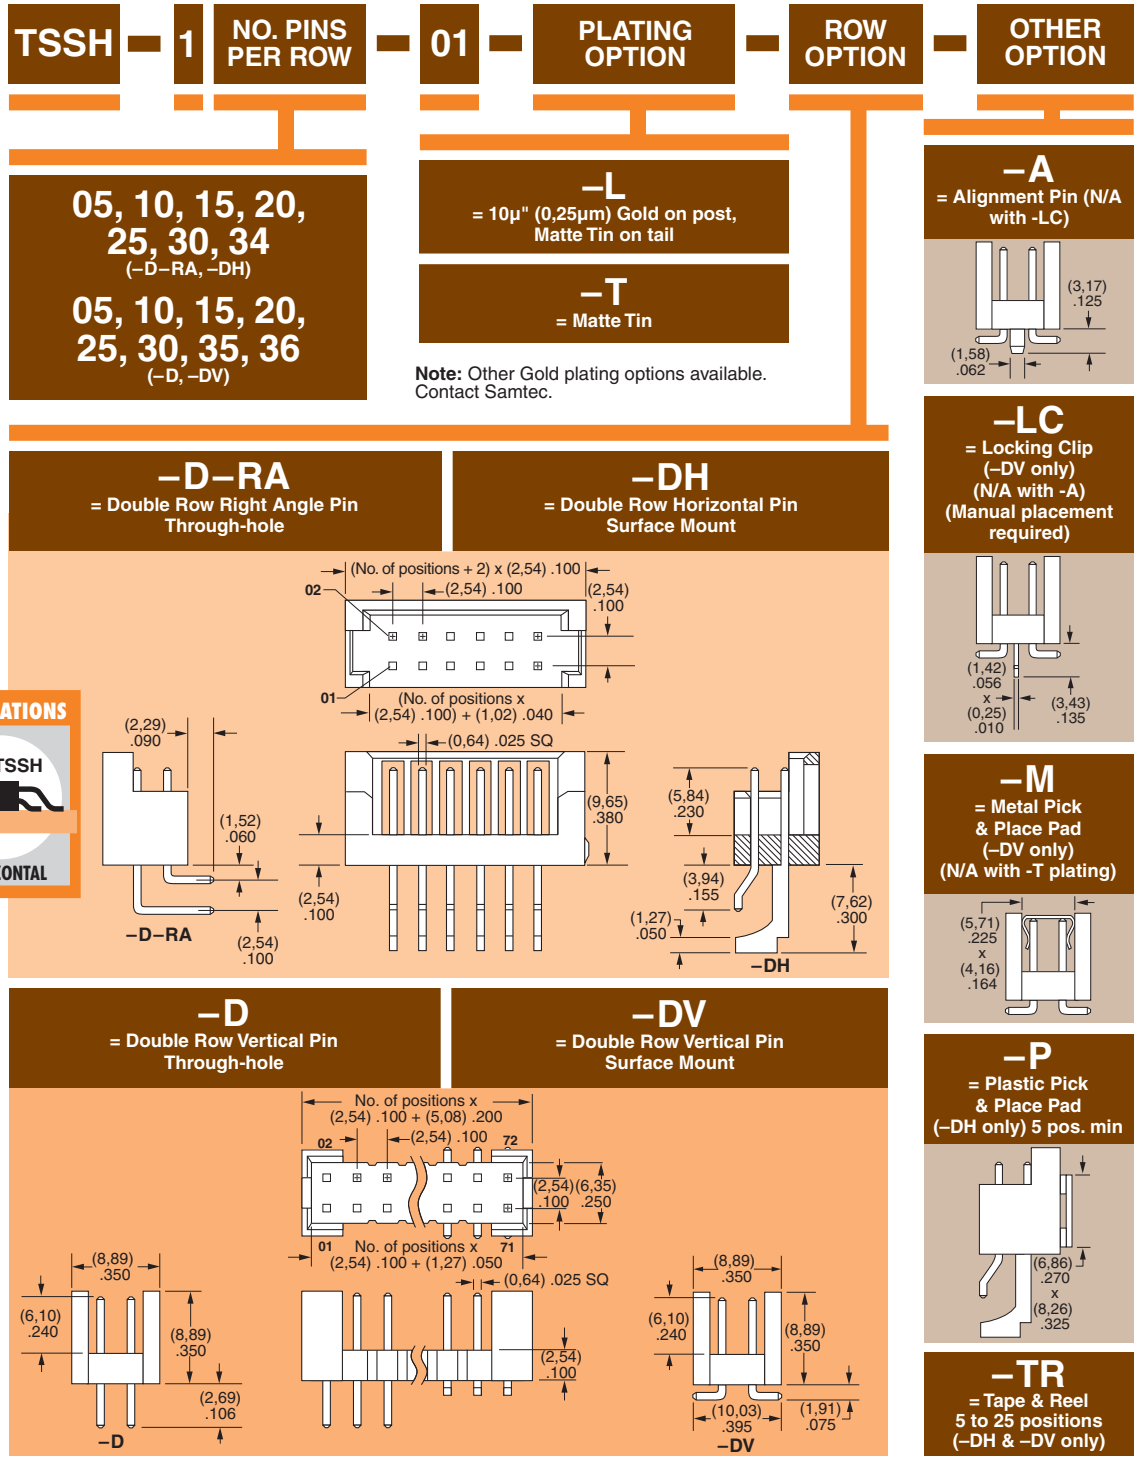 TSSH
1
NO. PINS
PER ROW
01
PLATING
OPTION
ROW
OPTION
OTHER
OPTION
05, 10, 15, 20,
25, 30, 34
(–D–RA, –DH)
05, 10, 15, 20,
25, 30, 35, 36
(–D, –DV)
–L
= 10µ" (0,25µm) Gold on post,
Matte Tin on tail
–T
= Matte Tin
Note: Other Gold plating options available.
Contact Samtec.
–A
= Alignment Pin (N/A
with -LC)
(3,17)
.125
(1,58)
.062
–LC
= Locking Clip
(–DV only)
(N/A with -A)
(Manual placement
required)
(1,42)
.056
x
(0,25)
.010
(3,43)
.135
–M
= Metal Pick
& Place Pad
(–DV only)
(N/A with -T plating)
(5,71)
.225
x
(4,16)
.164
–P
= Plastic Pick
& Place Pad
(–DH only) 5 pos. min
(6,86)
.270
x
(8,26)
.325
–TR
= Tape & Reel
5 to 25 positions
(–DH & –DV only)
–D–RA
= Double Row Right Angle Pin
Through-hole
–DH
= Double Row Horizontal Pin
Surface Mount
(No. of positions + 2) x (2,54) .100
02
(2,54) .100
(2,54)
.100
01
(No. of positions x
(2,54) .100) + (1,02) .040
(0,64) .025 SQ
(2,29)
.090
(1,52)
.060
(2,54)
.100
–D–RA
(2,54)
.100
(9,65)
.380
(5,84)
.230
(3,94)
.155
(1,27)
.050
(7,62)
.300
–DH
ATIONS
TSSH
ONTAL
–D
= Double Row Vertical Pin
Through-hole
–DV
= Double Row Vertical Pin
Surface Mount
No. of positions x
(2,54) .100 + (5,08) .200
02
(2,54) .100
72
(2,54)
.100
(6,35)
.250
01
No. of positions x
71
(2,54) .100 + (1,27) .050
(0,64) .025 SQ
(8,89)
.350
(6,10)
.240
(8,89)
.350
(2,69)
.106
–D
(2,54)
.100
(8,89)
.350
(6,10)
.240
(8,89)
.350
(10,03)
.395
(1,91)
.075
–DV